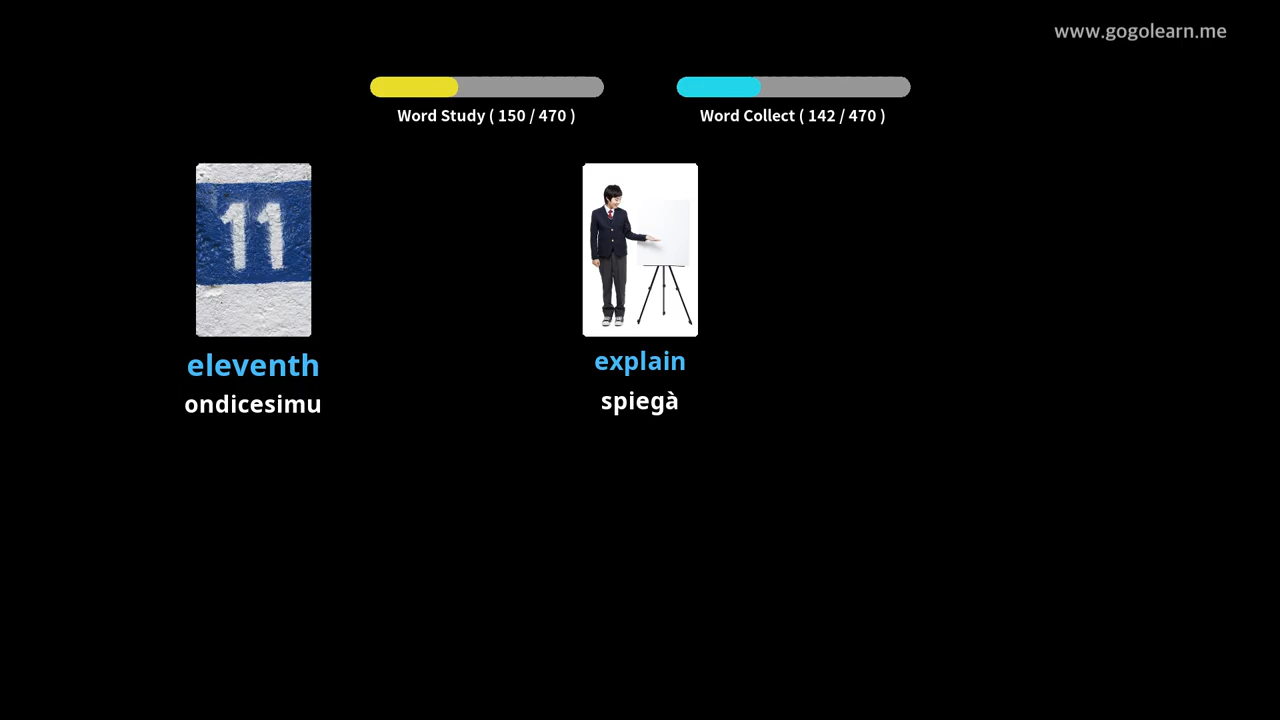 www.gogolearn.me
Word Study ( 150 / 470 )
Word Collect ( 142 / 470 )
11
eleventh
ondicesimu
explain
spiegà